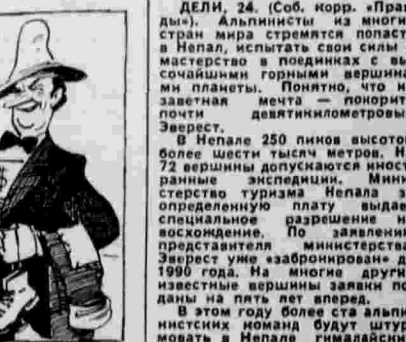 ДЕЛИ, 24. (Соб. корр. «Прав
ды»). Альпинисты из многи
стран мира стремятся попаст
в Непал, испытать свои силы
мастерство в поединках с вы
сочайшими горными вершина
ми планеты. Понятно, что и
заветная мечта — покорит
почти девятикилометровы
Эверест.
В Непале 250 пиков высото
более шести тысяч метров. Н
72 вершины допускаются иност
ранные экспедиции. Мини
стерство туризма Непала з
определенную плату выдае
специальное разрешение н
восхождение. По заявлени
представителя министерства
Эверест уже «забронирован» д
1990 года. На многие други
известные вершины заявки по
даны на пять лет вперед.
В этом году более ста альпи
нистских команд будут штур
мовать в Непале гималайски